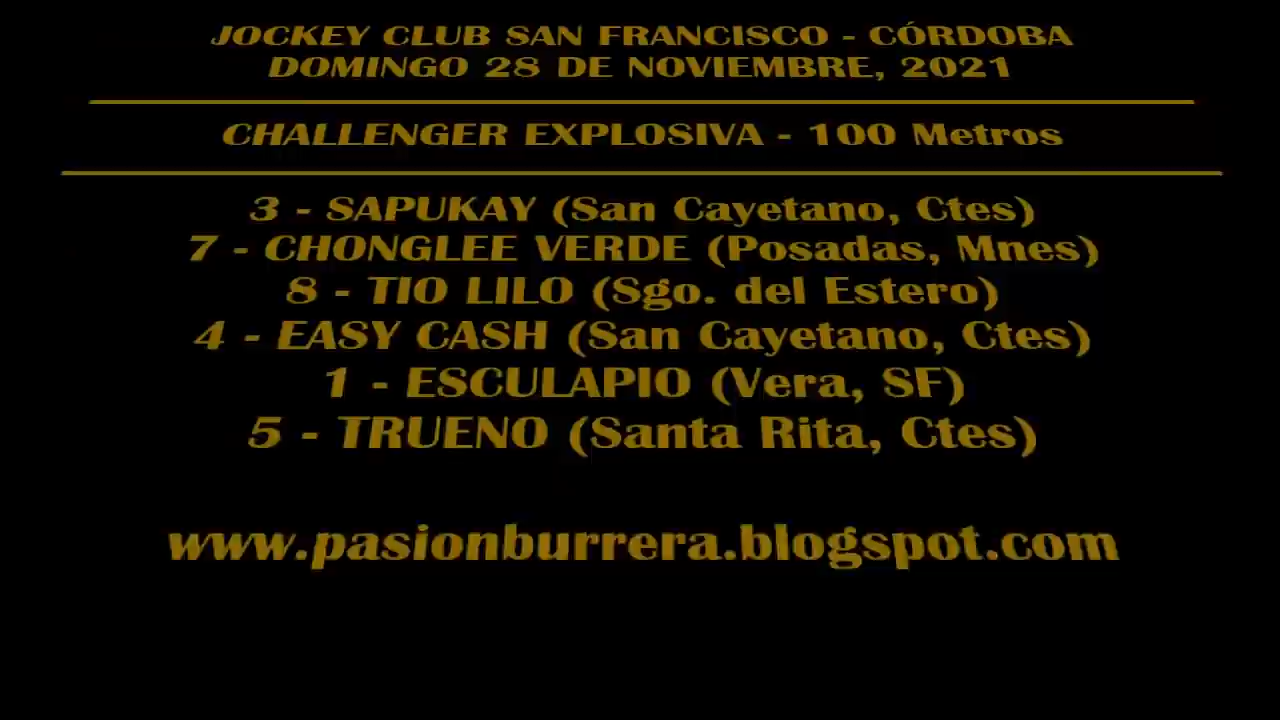 JOCKEY CLUB SAN FRANCISCO - CÓRDOBA
DOMINGO 28 DE NOVIEMBRE, 2021
CHALLENGER EXPLOSIVA - 100 Metros
3 - SAPUKAY (San Cayetano, Ctes)
7 - CHONGLEE VERDE (Posadas, Mnes)
8 - TIO LILO (Sgo. del Estero)
4 - EASY CASH (San Cayetano, Ctes)
1 - ESCULAPIO (Vera, SF)
5 - TRUENO (Santa Rita, Ctes)
www.pasionburrera.blogspot.com